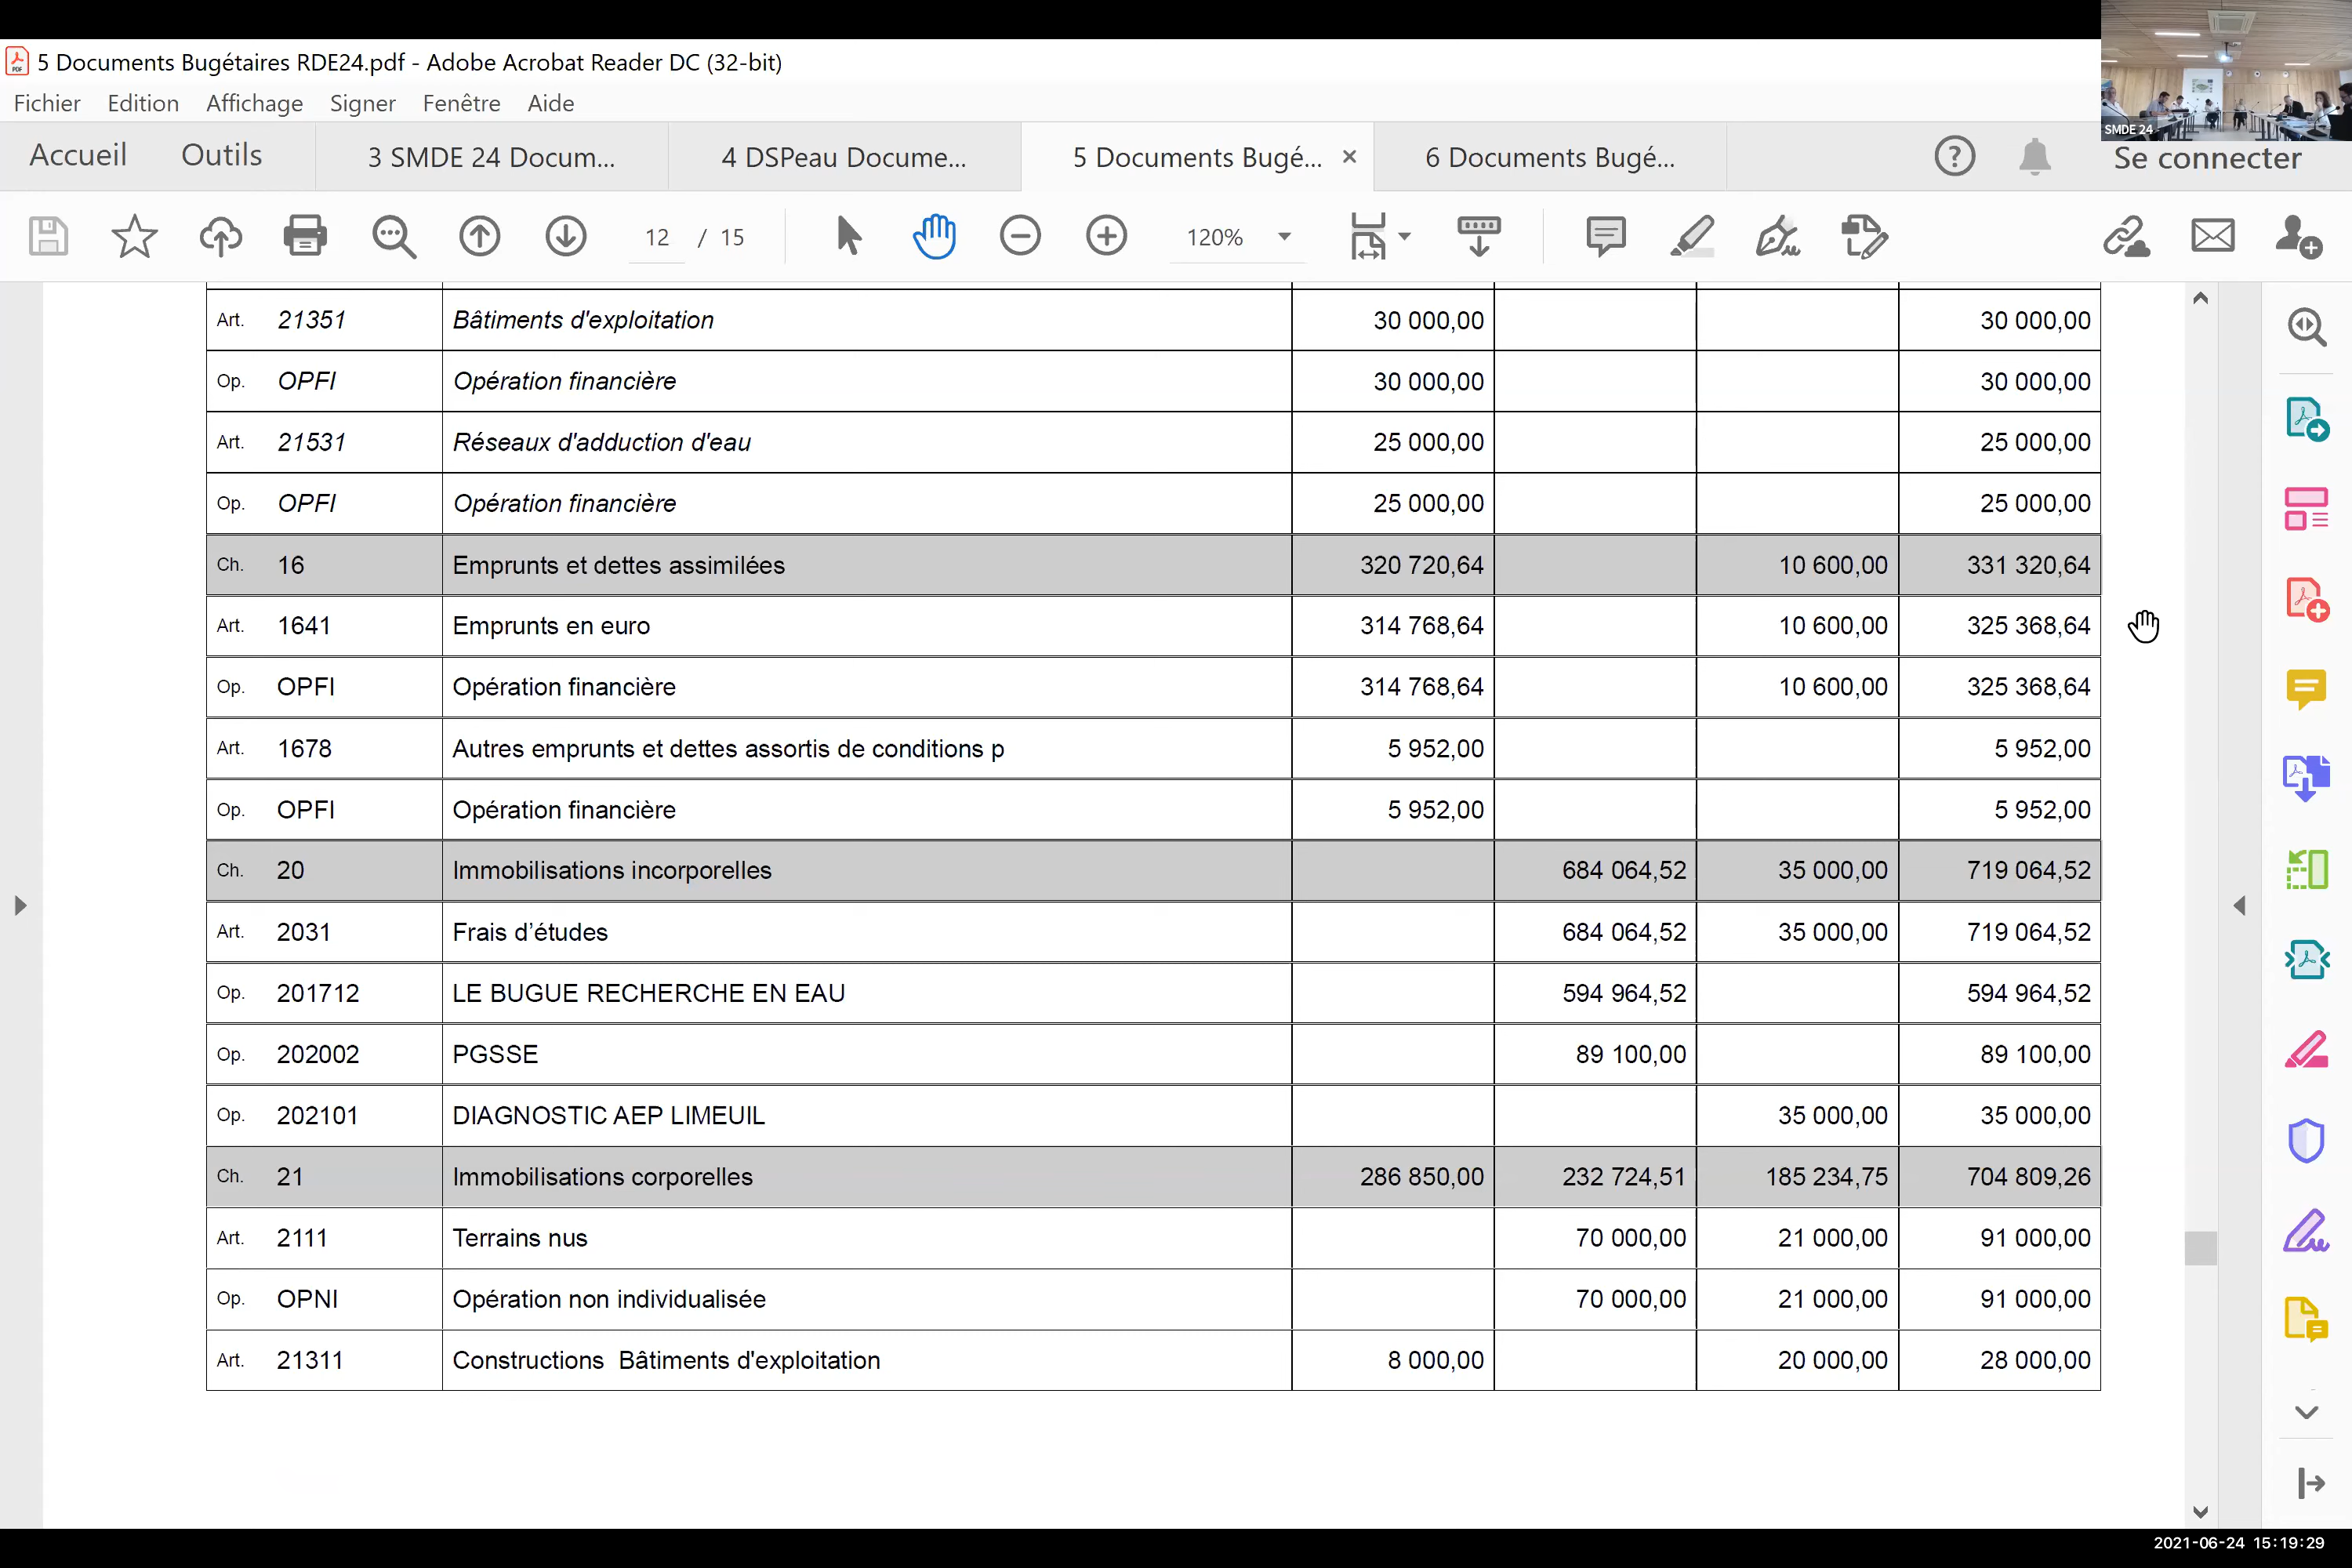 5 Documents Bugétaires RDE24.pdf - Adobe Acrobat Reader DC (32-bit)
Fichier Edition Affichage Signer Fenêtre Aide
SMDE 24
Accueil Outils 3 SMDE 24 Docum... 4 DSPeau Docume... 5 Documents Bugé... 6 Documents Bugé... Se connecter
12 / 15 120%
Art. 21351 Bâtiments d'exploitation 30 000,00 30 000,00
Op. OPFI Opération financière 30 000,00 30 000,00
Art. 21531 Réseaux d'adduction d'eau 25 000,00 25 000,00
Op. OPFI Opération financière 25 000,00 25 000,00
Ch. 16 Emprunts et dettes assimilées 320 720,64 10 600,00 331 320,64
Art. 1641 Emprunts en euro 314 768,64 10 600,00 325 368,64
Op. OPFI Opération financière 314 768,64 10 600,00 325 368,64
Art. 1678 Autres emprunts et dettes assortis de conditions p 5 952,00 5 952,00
Op. OPFI Opération financière 5 952,00 5 952,00
Ch. 20 Immobilisations incorporelles 684 064,52 35 000,00 719 064,52
Art. 2031 Frais d’études 684 064,52 35 000,00 719 064,52
Op. 201712 LE BUGUE RECHERCHE EN EAU 594 964,52 594 964,52
Op. 202002 PGSSE 89 100,00 89 100,00
Op. 202101 DIAGNOSTIC AEP LIMEUIL 35 000,00 35 000,00
Ch. 21 Immobilisations corporelles 286 850,00 232 724,51 185 234,75 704 809,26
Art. 2111 Terrains nus 70 000,00 21 000,00 91 000,00
Op. OPNI Opération non individualisée 70 000,00 21 000,00 91 000,00
Art. 21311 Constructions Bâtiments d'exploitation 8 000,00 20 000,00 28 000,00
2021-06-24 15:19:29